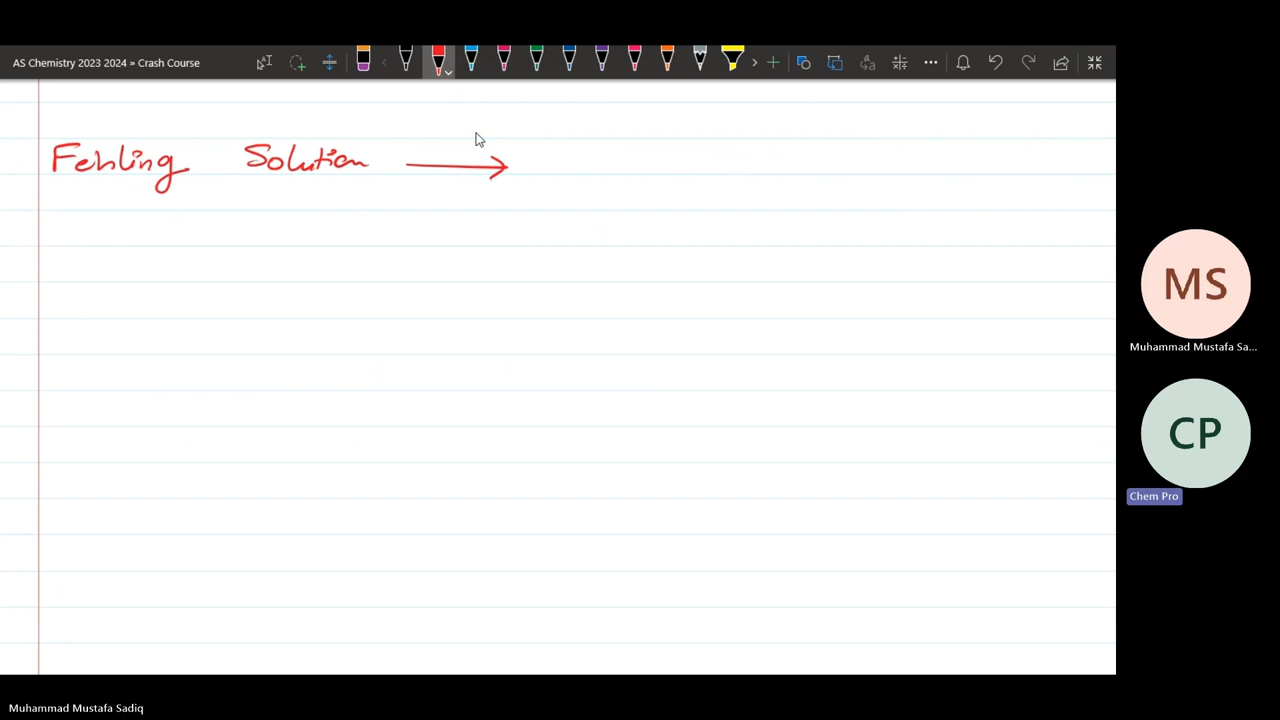 AS Chemistry 2023 2024 » Crash Course
Fehling Solution →
MS
Muhammad Mustafa Sa...
CP
Chem Pro
Muhammad Mustafa Sadiq